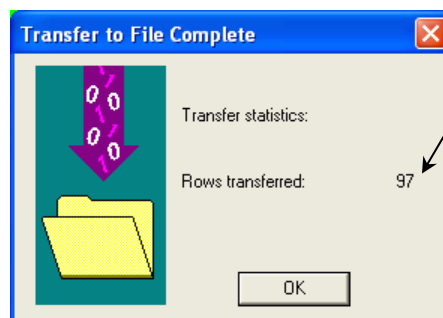 Transfer to File Complete
Transfer statistics:
Rows transferred: 97
OK